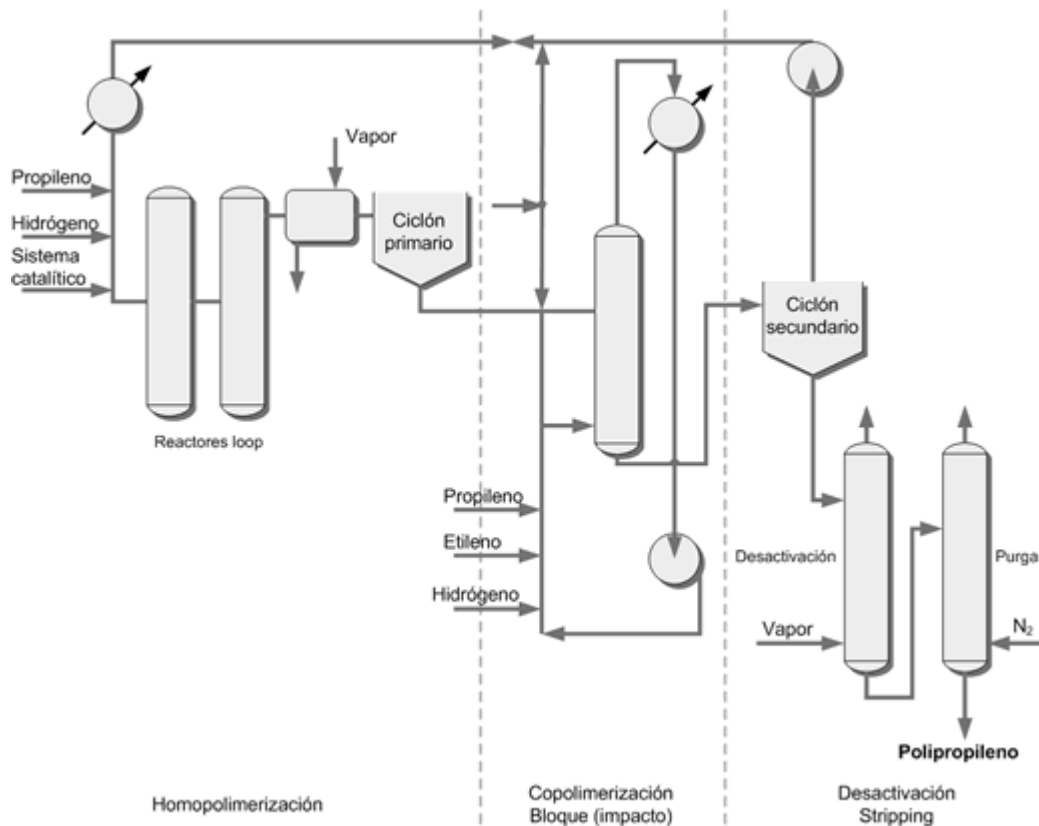 Vapor
Propileno
Hidrógeno
Sistema
catalítico
Ciclón
primario
Reactores loop
Propileno
Etileno
Hidrógeno
Ciclón
secundario
Desactivación
Purga
Vapor
N₂
Polipropileno
Homopolimerización
Copolimerización
Bloque (impacto)
Desactivación
Stripping